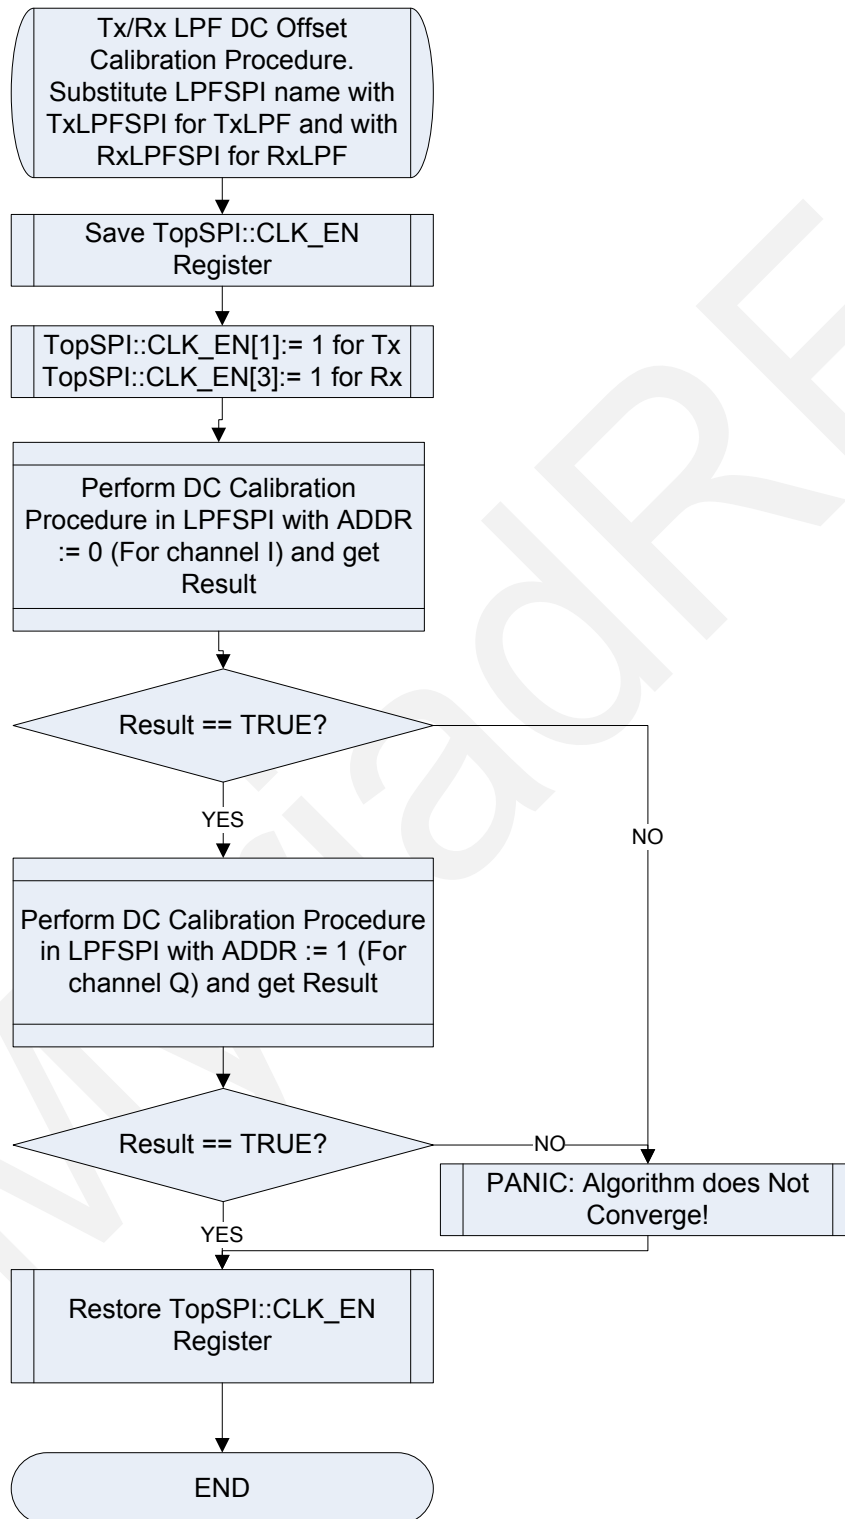 Tx/Rx LPF DC Offset
Calibration Procedure.
Substitute LPFSPI name with
TxLPFSPI for TxLPF and with
RxLPFSPI for RxLPF
Save TopSPI::CLK_EN
Register
TopSPI::CLK_EN[1]:= 1 for Tx
TopSPI::CLK_EN[3]:= 1 for Rx
Perform DC Calibration
Procedure in LPFSPI with ADDR
:= 0 (For channel I) and get
Result
Result == TRUE?
YES
NO
Perform DC Calibration Procedure
in LPFSPI with ADDR := 1 (For
channel Q) and get Result
Result == TRUE?
NO
PANIC: Algorithm does Not
Converge!
YES
Restore TopSPI::CLK_EN
Register
END